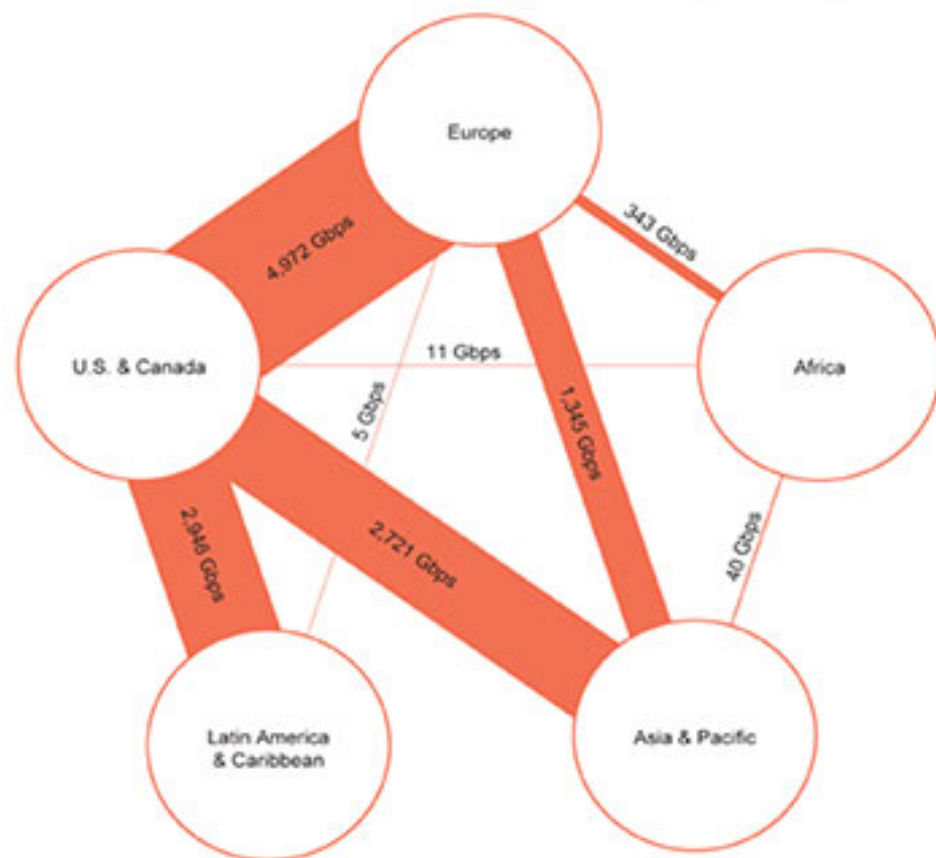 Europe
4,972 Gbps
343 Gbps
U.S. & Canada
11 Gbps
Africa
5 Gbps
1,345 Gbps
2,946 Gbps
2,721 Gbps
40 Gbps
Latin America
& Caribbean
Asia & Pacific